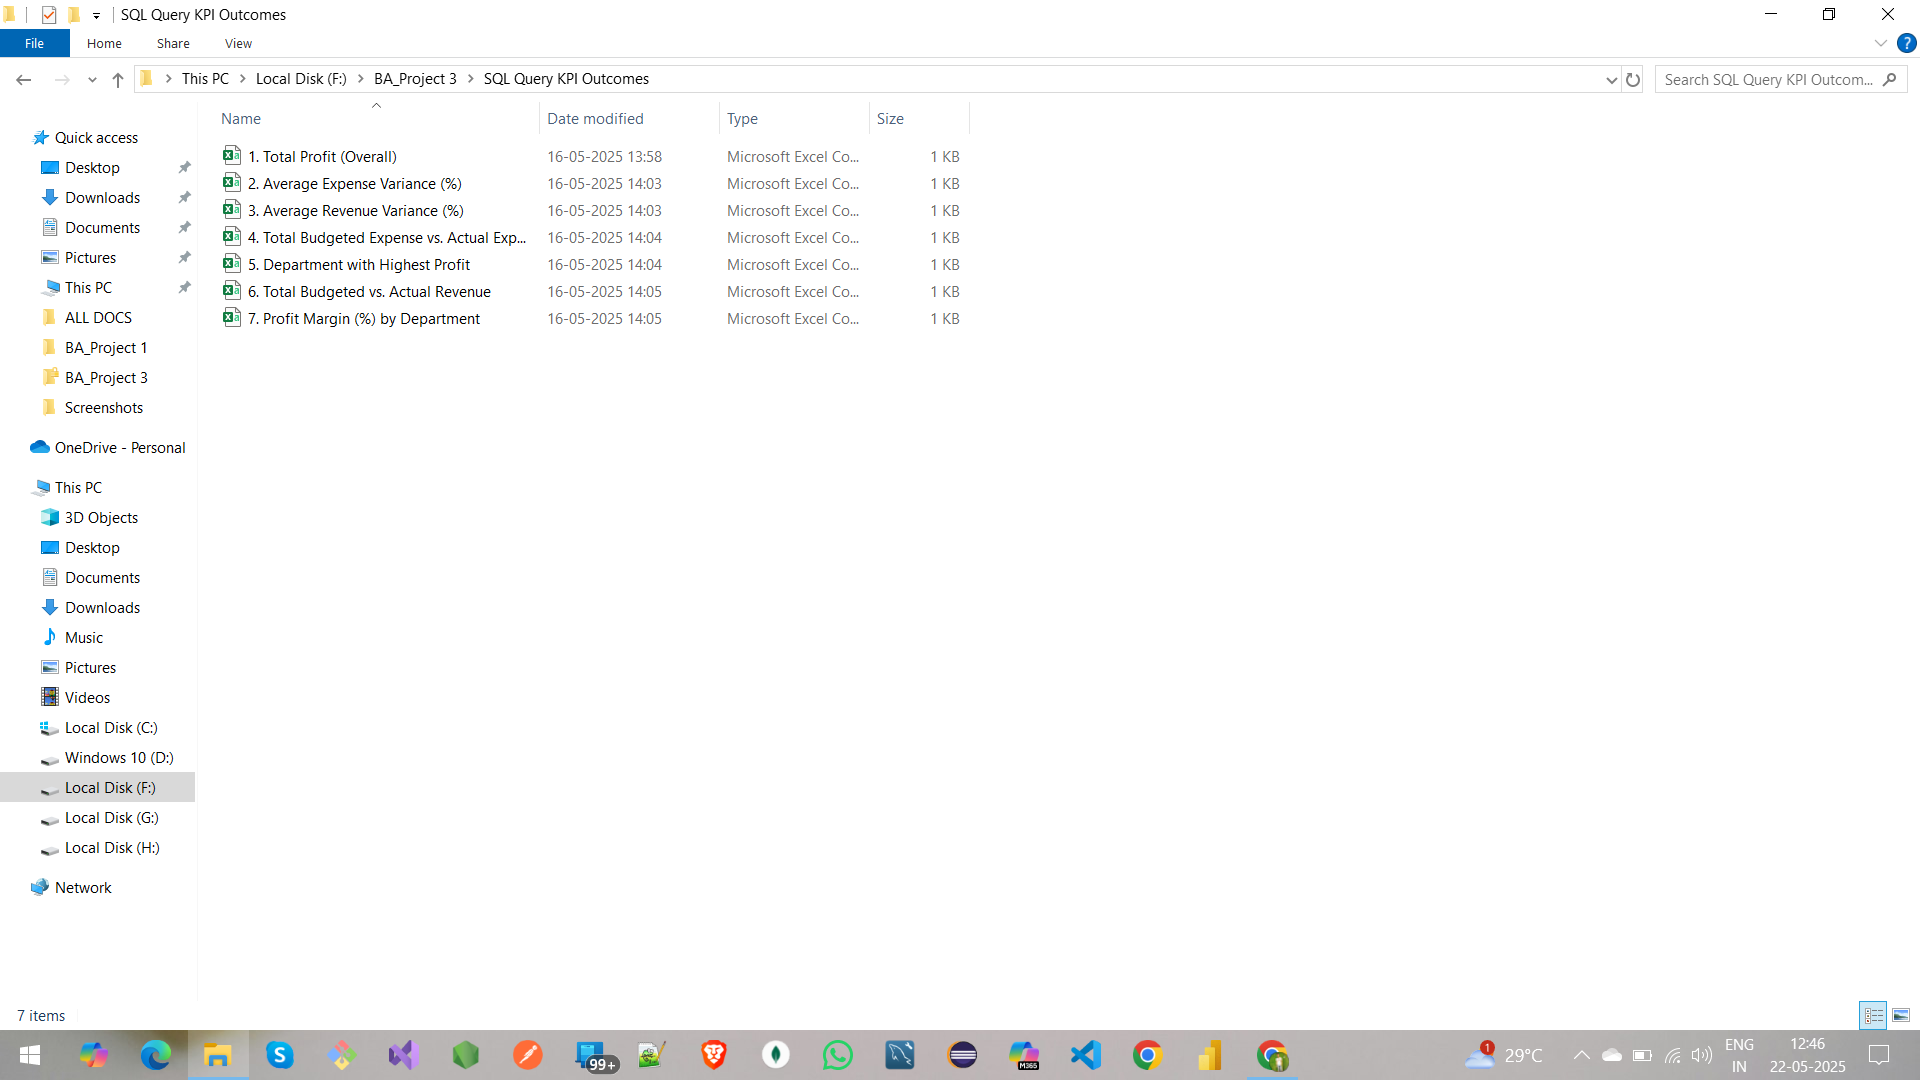 SQL Query KPI Outcomes
File Home Share View
This PC Local Disk (F:) BA_Project 3 SQL Query KPI Outcomes
Search SQL Query KPI Outcom...
Name Date modified Type Size
1. Total Profit (Overall) 16-05-2025 13:58 Microsoft Excel Co... 1 KB
2. Average Expense Variance (%) 16-05-2025 14:03 Microsoft Excel Co... 1 KB
3. Average Revenue Variance (%) 16-05-2025 14:03 Microsoft Excel Co... 1 KB
4. Total Budgeted Expense vs. Actual Exp... 16-05-2025 14:04 Microsoft Excel Co... 1 KB
5. Department with Highest Profit 16-05-2025 14:04 Microsoft Excel Co... 1 KB
6. Total Budgeted vs. Actual Revenue 16-05-2025 14:05 Microsoft Excel Co... 1 KB
7. Profit Margin (%) by Department 16-05-2025 14:05 Microsoft Excel Co... 1 KB
Quick access
Desktop
Downloads
Documents
Pictures
This PC
ALL DOCS
BA_Project 1
BA_Project 3
Screenshots
OneDrive - Personal
This PC
3D Objects
Desktop
Documents
Downloads
Music
Pictures
Videos
Local Disk (C:)
Windows 10 (D:)
Local Disk (F:)
Local Disk (G:)
Local Disk (H:)
Network
7 items
99+
M365
1
29°C
ENG
IN
12:46
22-05-2025